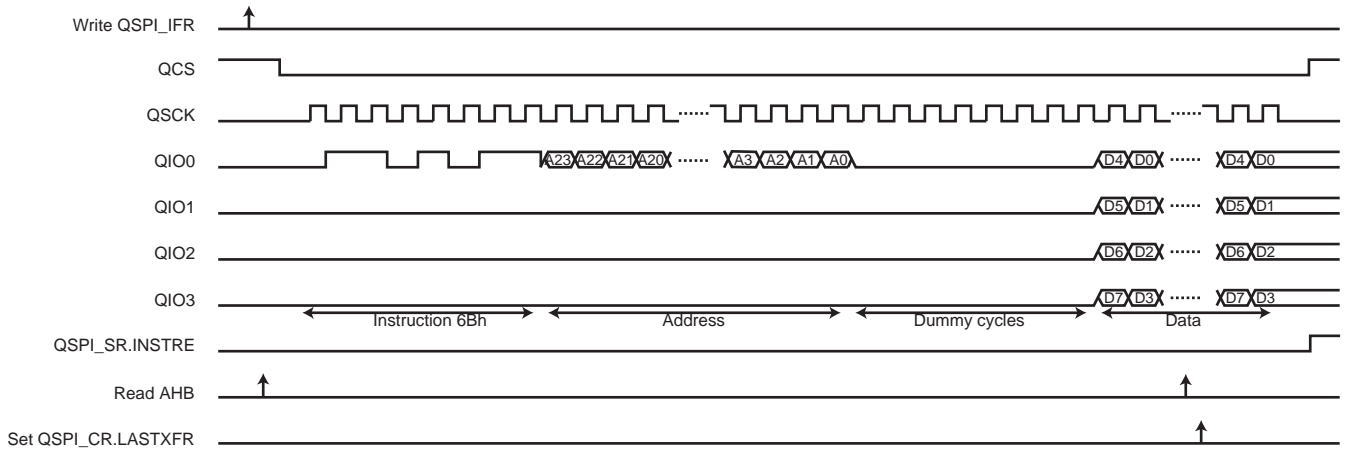 Write QSPI_IFR
QCS
QSCK
QIO0 A23 A22 A21 A20 A3 A2 A1 A0 D4 D0 D4 D0
QIO1 D5 D1 D5 D1
QIO2 D6 D2 D6 D2
QIO3 D7 D3 D7 D3
Instruction 6Bh Address Dummy cycles Data
QSPI_SR.INSTRE
Read AHB
Set QSPI_CR.LASTXFR